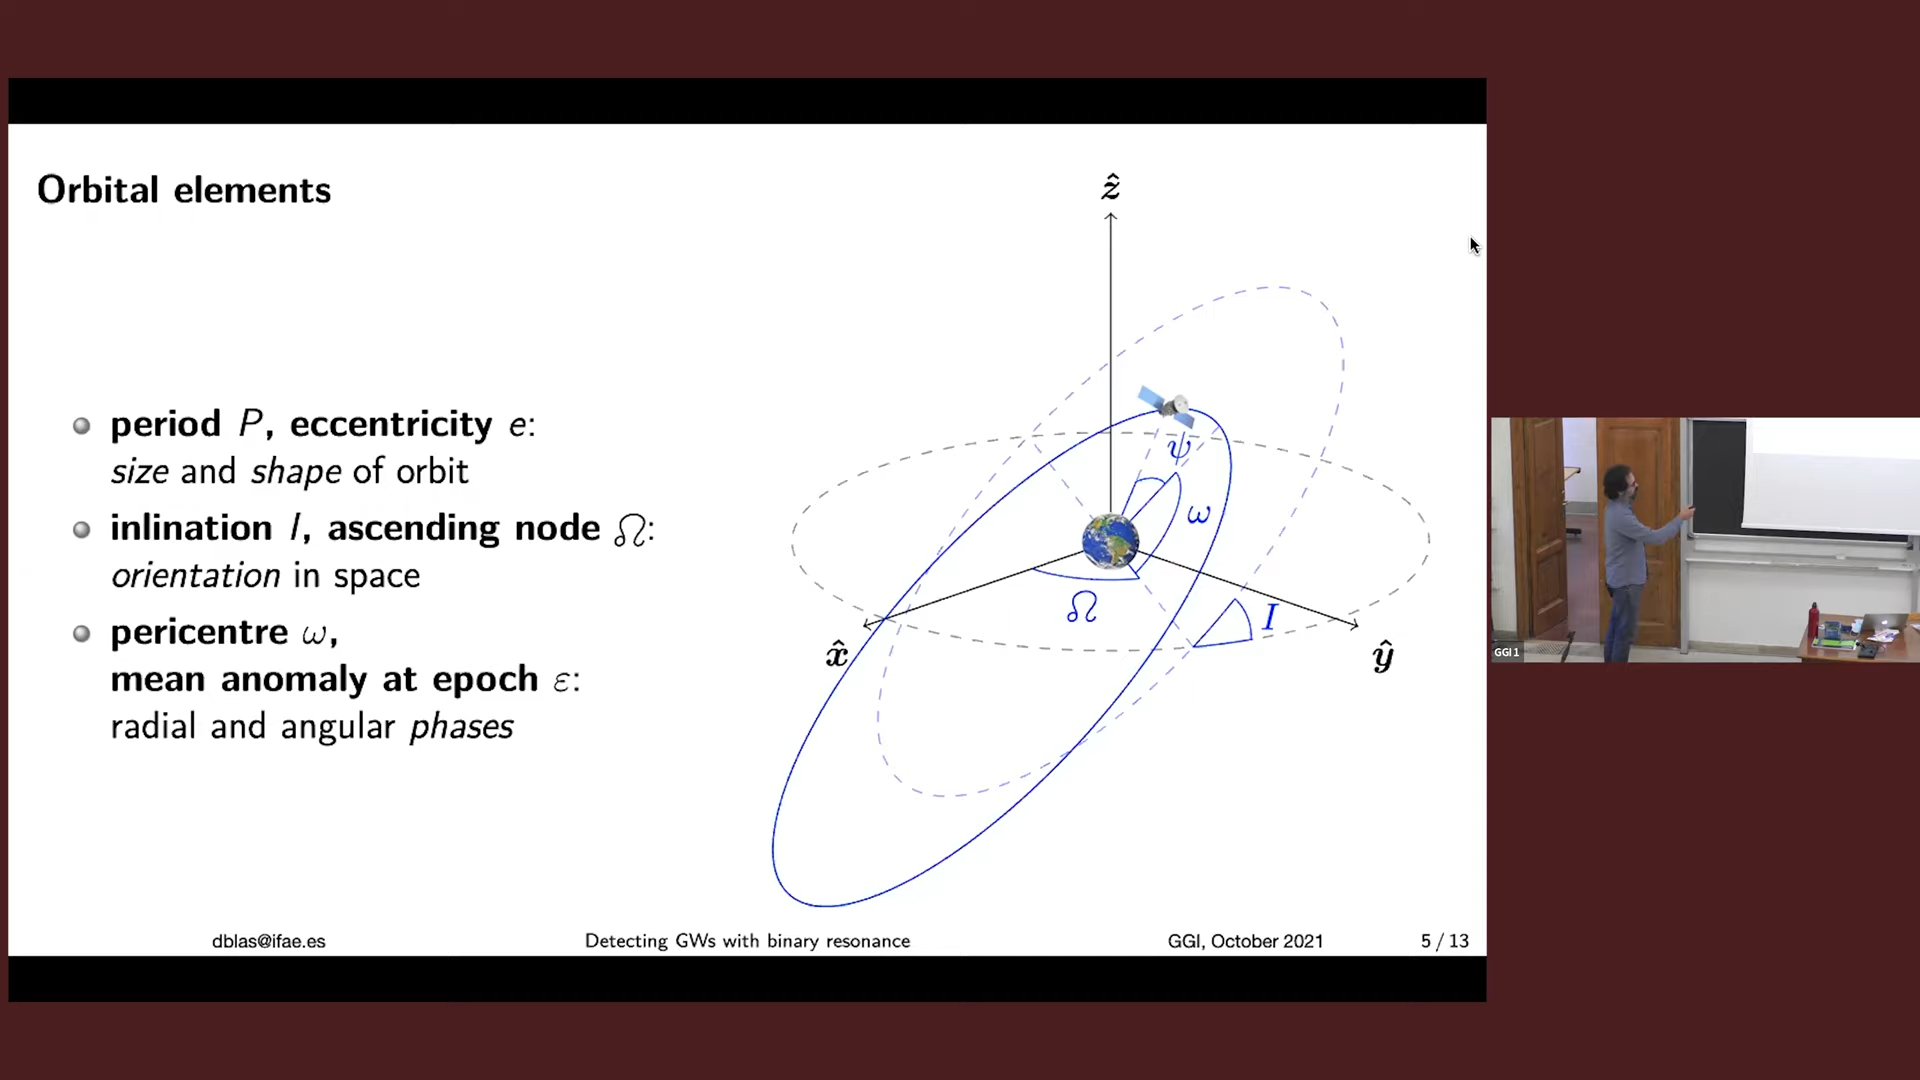 Orbital elements
period P, eccentricity e:
size and shape of orbit
inlination I, ascending node ☊:
orientation in space
pericentre ω,
mean anomaly at epoch ε:
radial and angular phases
ẑ
ψ
ω
☊
I
x̂
ŷ
dblas@ifae.es
Detecting GWs with binary resonance
GGI, October 2021
5 / 13
GGI 1